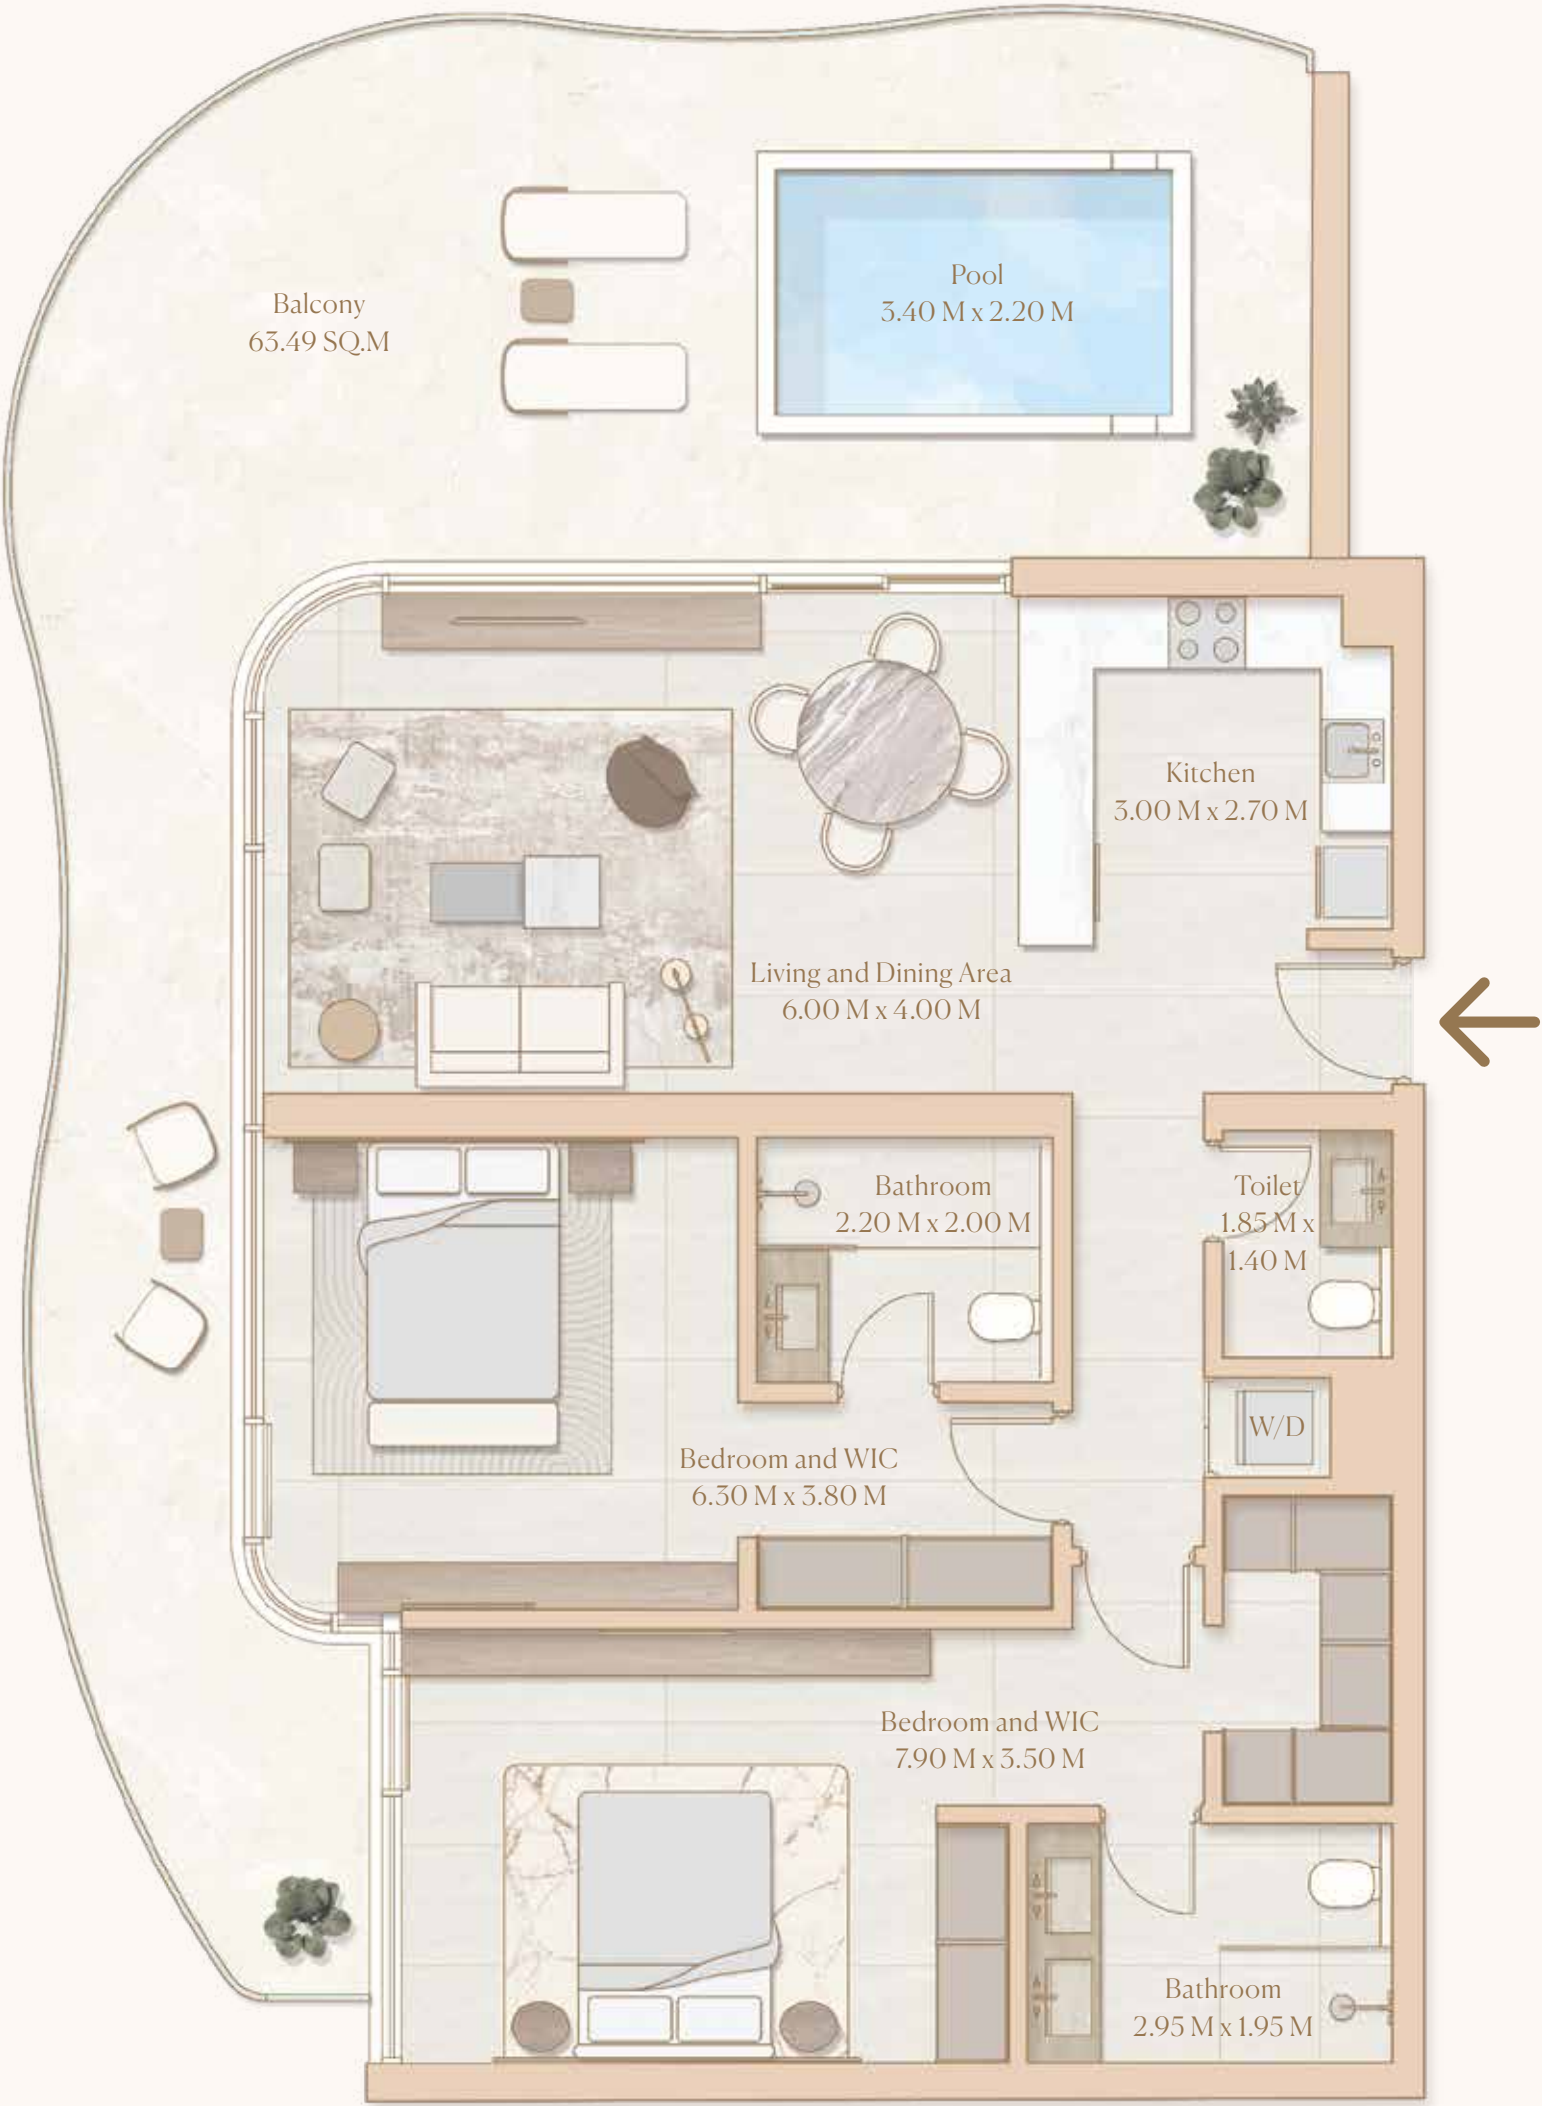 Balcony
63.49 SQ.M
Pool
3.40 M x 2.20 M
Kitchen
3.00 M x 2.70 M
Living and Dining Area
6.00 M x 4.00 M
Bathroom
2.20 M x 2.00 M
Toilet
1.85 M x
1.40 M
W/D
Bedroom and WIC
6.30 M x 3.80 M
Bedroom and WIC
7.90 M x 3.50 M
Bathroom
2.95 M x 1.95 M